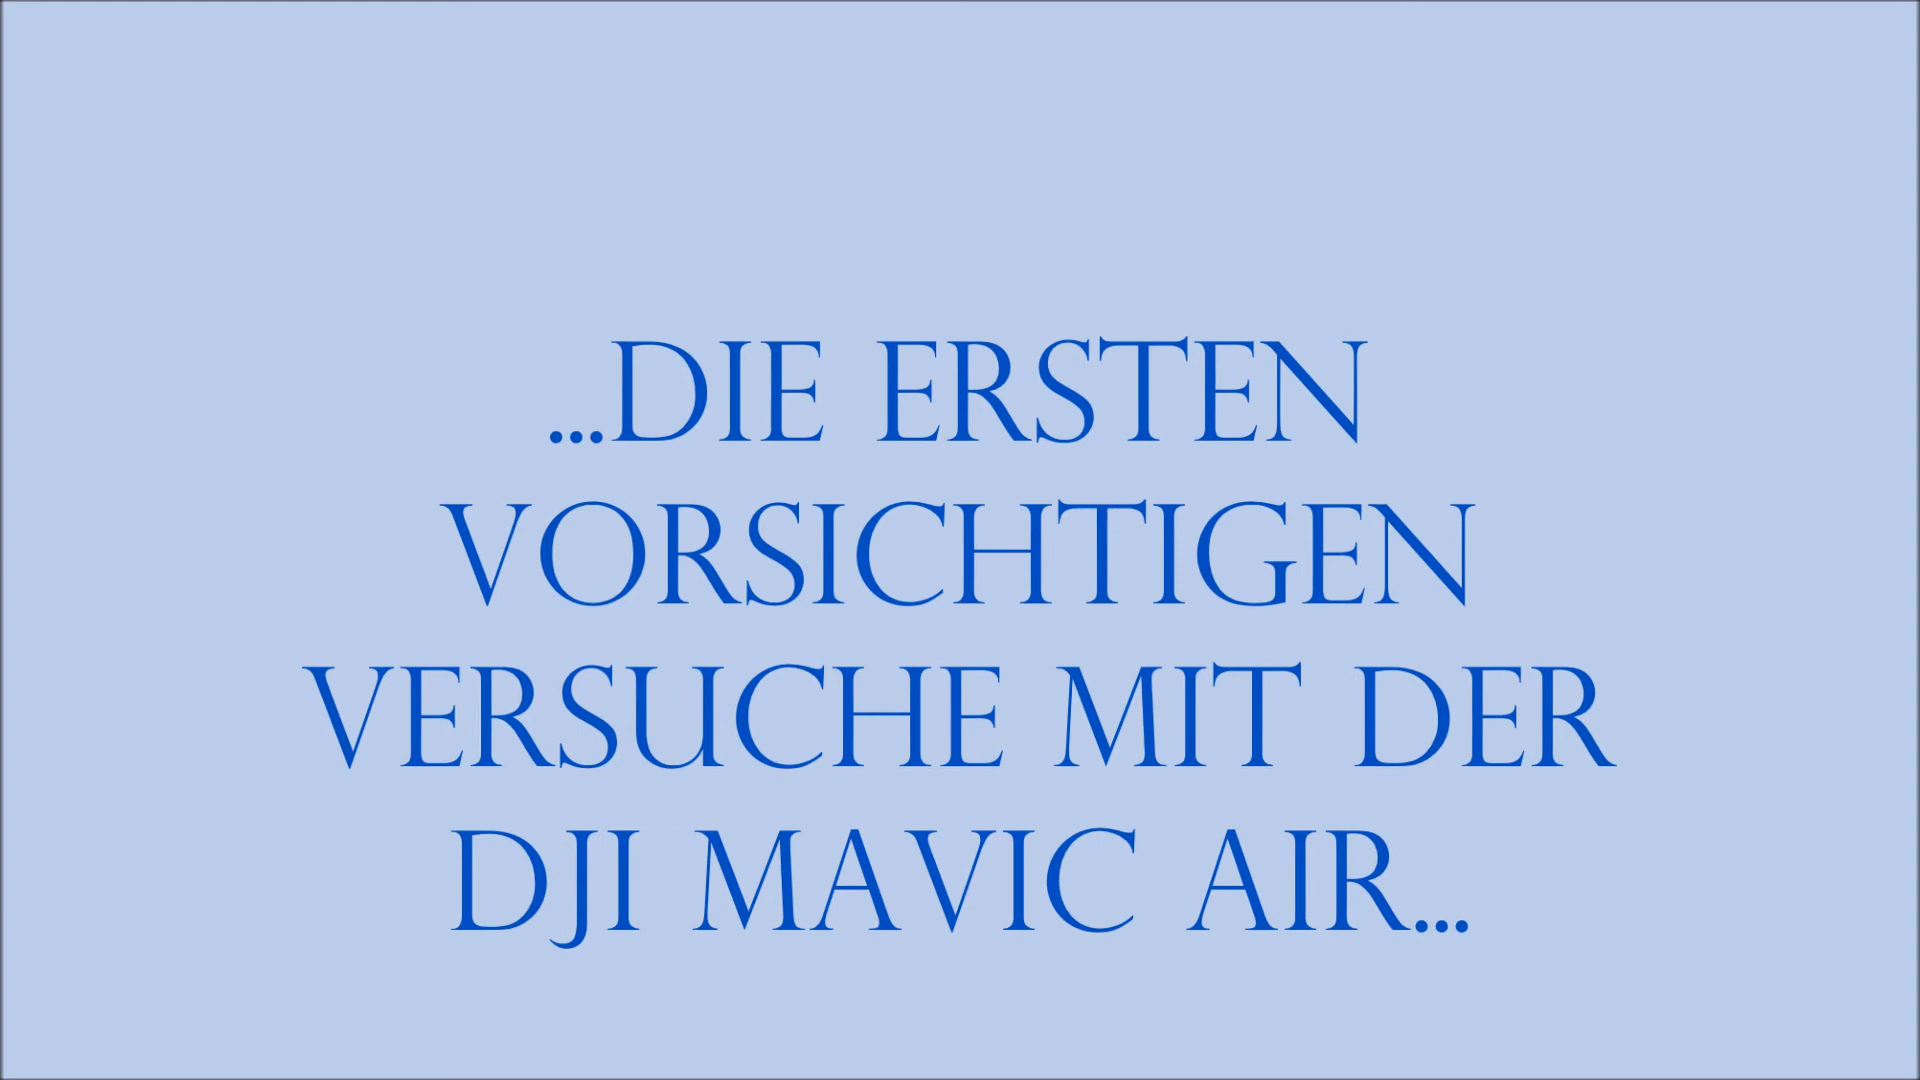 ...DIE ERSTEN
VORSICHTIGEN
VERSUCHE MIT DER
DJI MAVIC AIR...